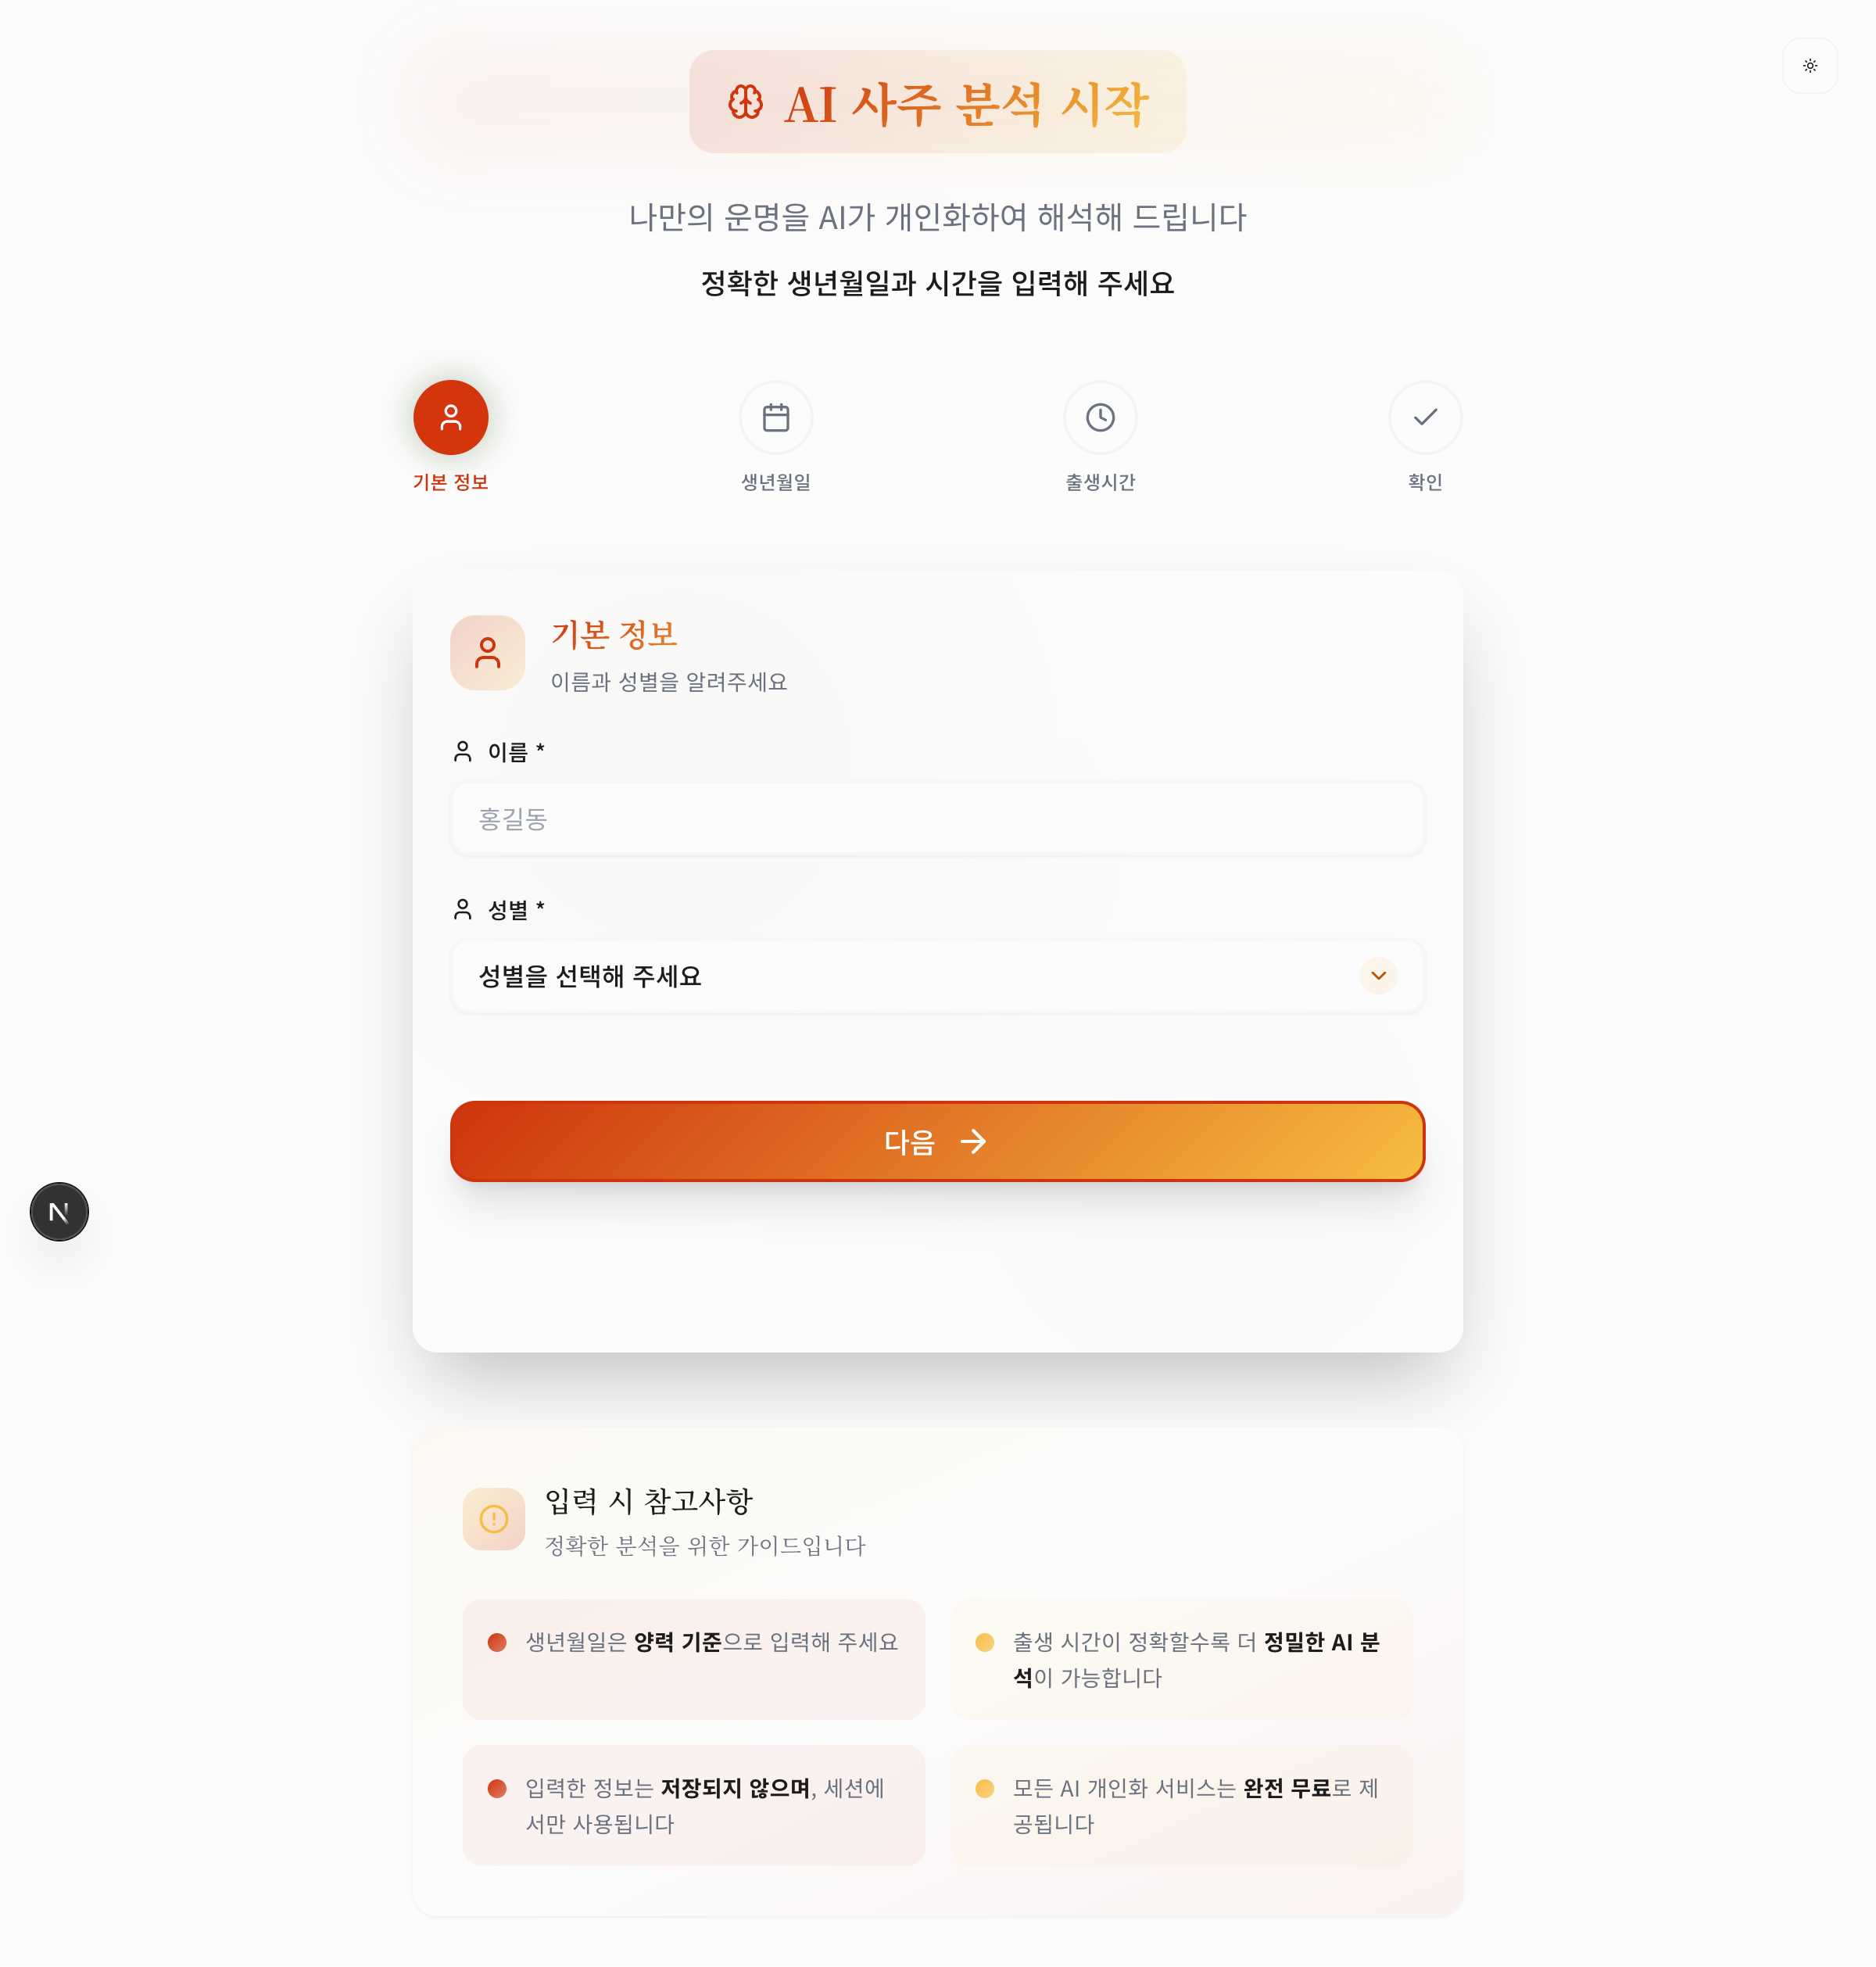 AI 사주 분석 시작
나만의 운명을 AI가 개인화하여 해석해 드립니다
정확한 생년월일과 시간을 입력해 주세요
기본 정보
생년월일
출생시간
확인
기본 정보
이름과 성별을 알려주세요
이름 *
홍길동
성별 *
성별을 선택해 주세요
다음
N
입력 시 참고사항
정확한 분석을 위한 가이드입니다
생년월일은 양력 기준으로 입력해 주세요
출생 시간이 정확할수록 더 정밀한 AI 분
석이 가능합니다
입력한 정보는 저장되지 않으며, 세션에
서만 사용됩니다
모든 AI 개인화 서비스는 완전 무료로 제
공됩니다